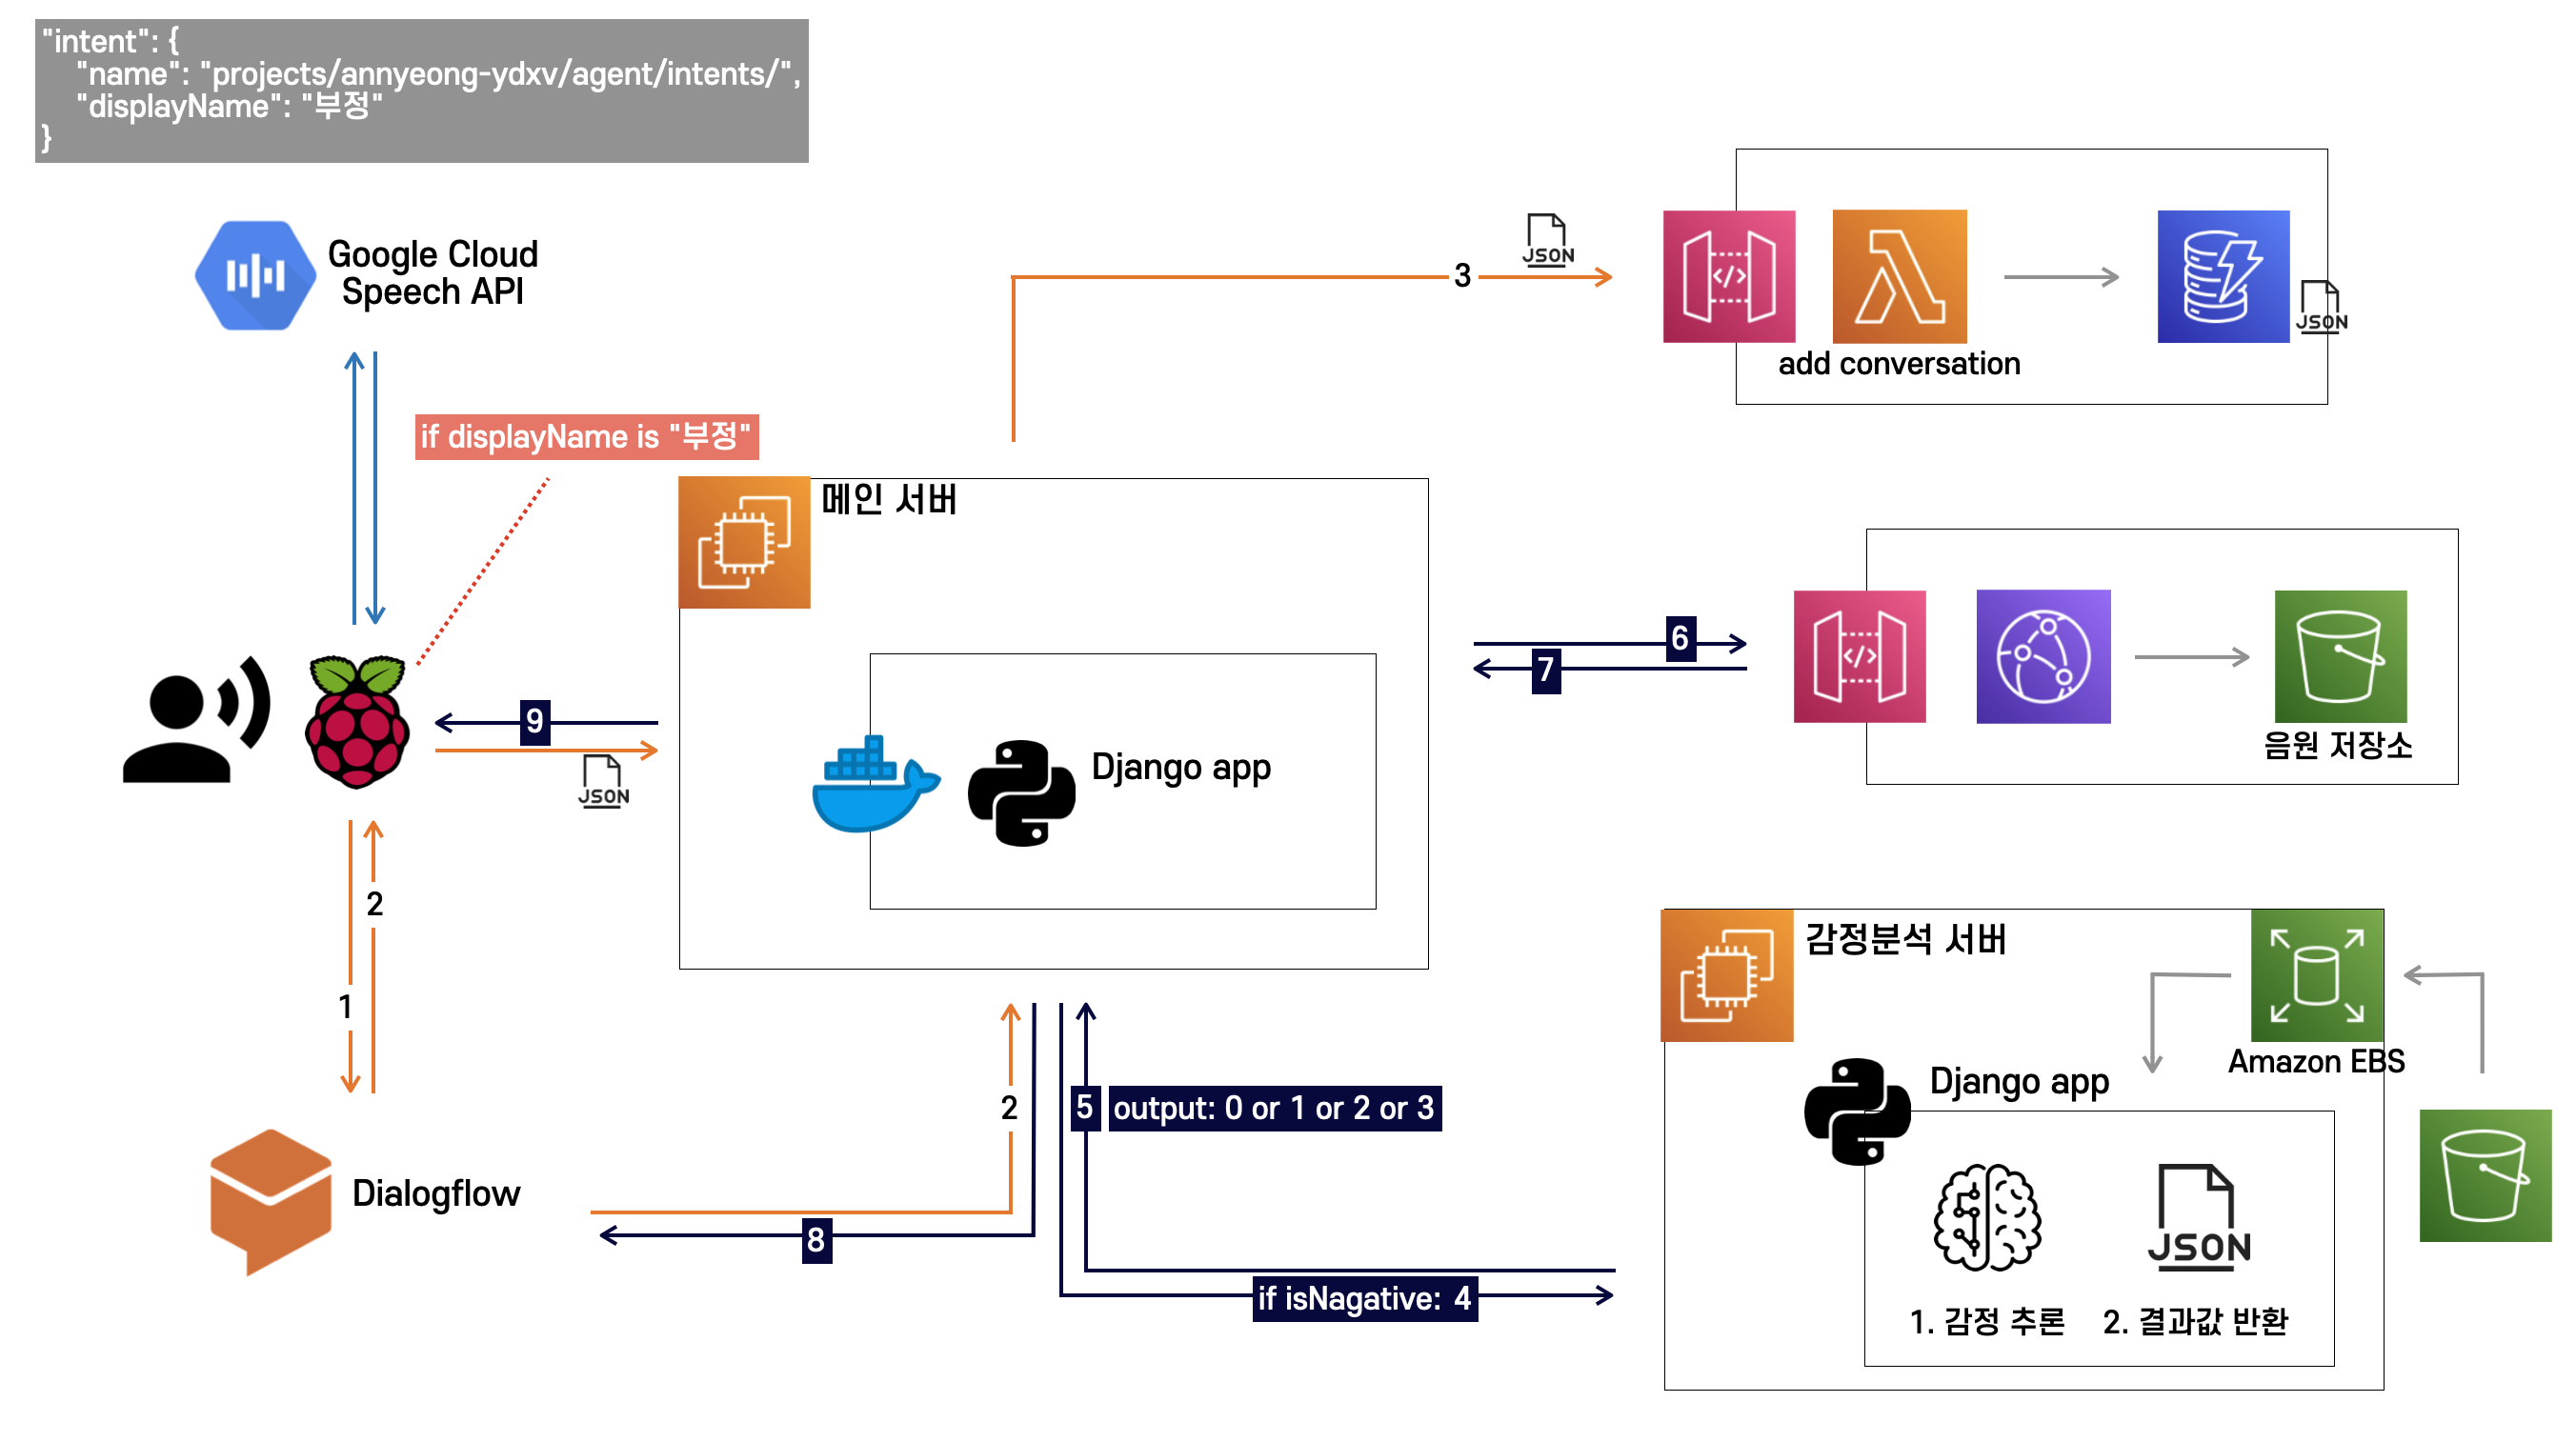 "intent": {
"name": "projects/annyeong-ydxv/agent/intents/",
"displayName": "부정"
}
Google Cloud
Speech API
if displayName is "부정"
3
JSON
JSON
add conversation
메인 서버
Django app
9
JSON
6
7
음원 저장소
2
1
Dialogflow
2
8
5
output: 0 or 1 or 2 or 3
if isNagative: 4
감정분석 서버
Amazon EBS
Django app
JSON
1. 감정 추론
2. 결과값 반환